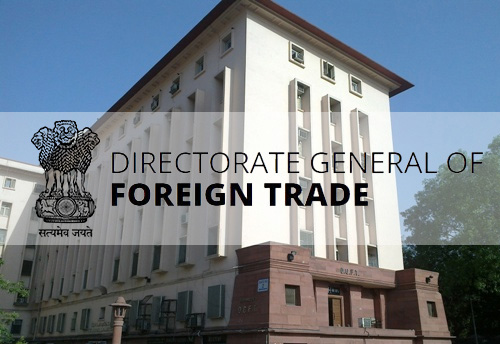 DIRECTORATE GENERAL OF
FOREIGN TRADE
सत्यमेव जयते